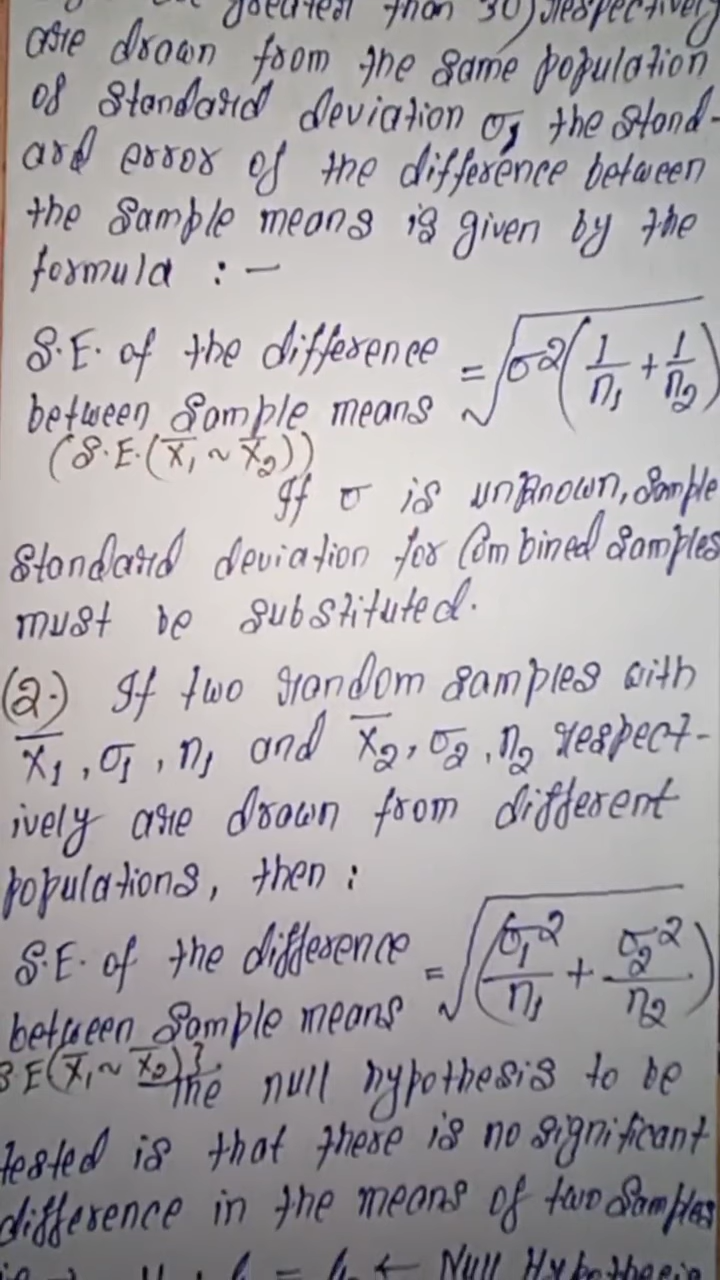 greater than 30) respectively
are drawn from the same population
of standard deviation σ, the stand-
ard error of the difference between
the sample means is given by the
formula : —
S.E. of the difference between sample means = √σ²(1/n₁ + 1/n₂)
(S.E.(x̄₁ ~ x̄₂))
If σ is unknown, sample
standard deviation for Combined samples
must be substituted.
(2.) If two random samples with
x̄₁, σ₁, n₁ and x̄₂, σ₂, n₂ respect-
ively are drawn from different
populations, then :
S.E. of the difference between sample means = √(σ₁²/n₁ + σ₂²/n₂)
S E(x̄₁ ~ x̄₂)} The null hypothesis to be
tested is that there is no significant
difference in the means of two samples
← Null Hypothesis